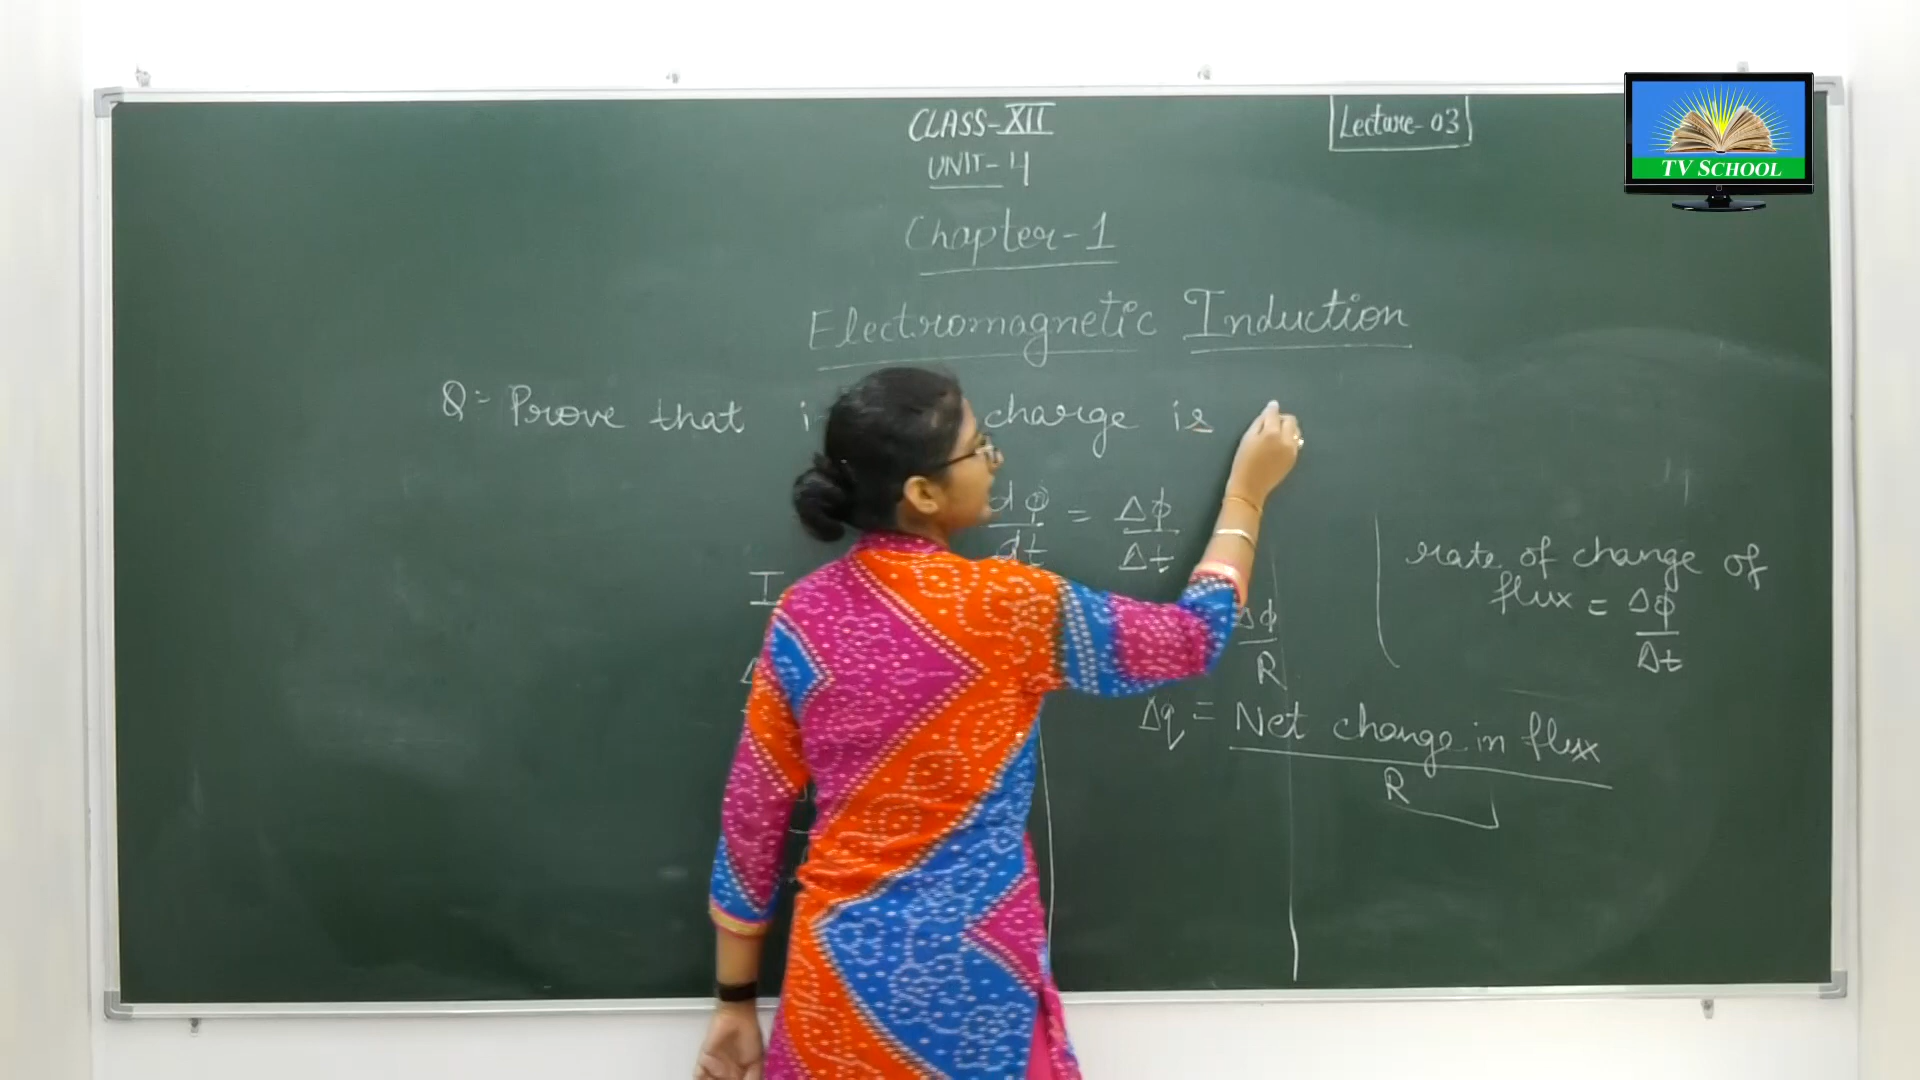 CLASS-XII
Lecture-03
TV SCHOOL
UNIT-4
Chapter-1
Electromagnetic Induction
Q:- Prove that charge is
dφ/dt = Δφ/Δt
I
rate of change of
flux = Δφ/Δt
Δφ/R
Δq = Net change in flux
R